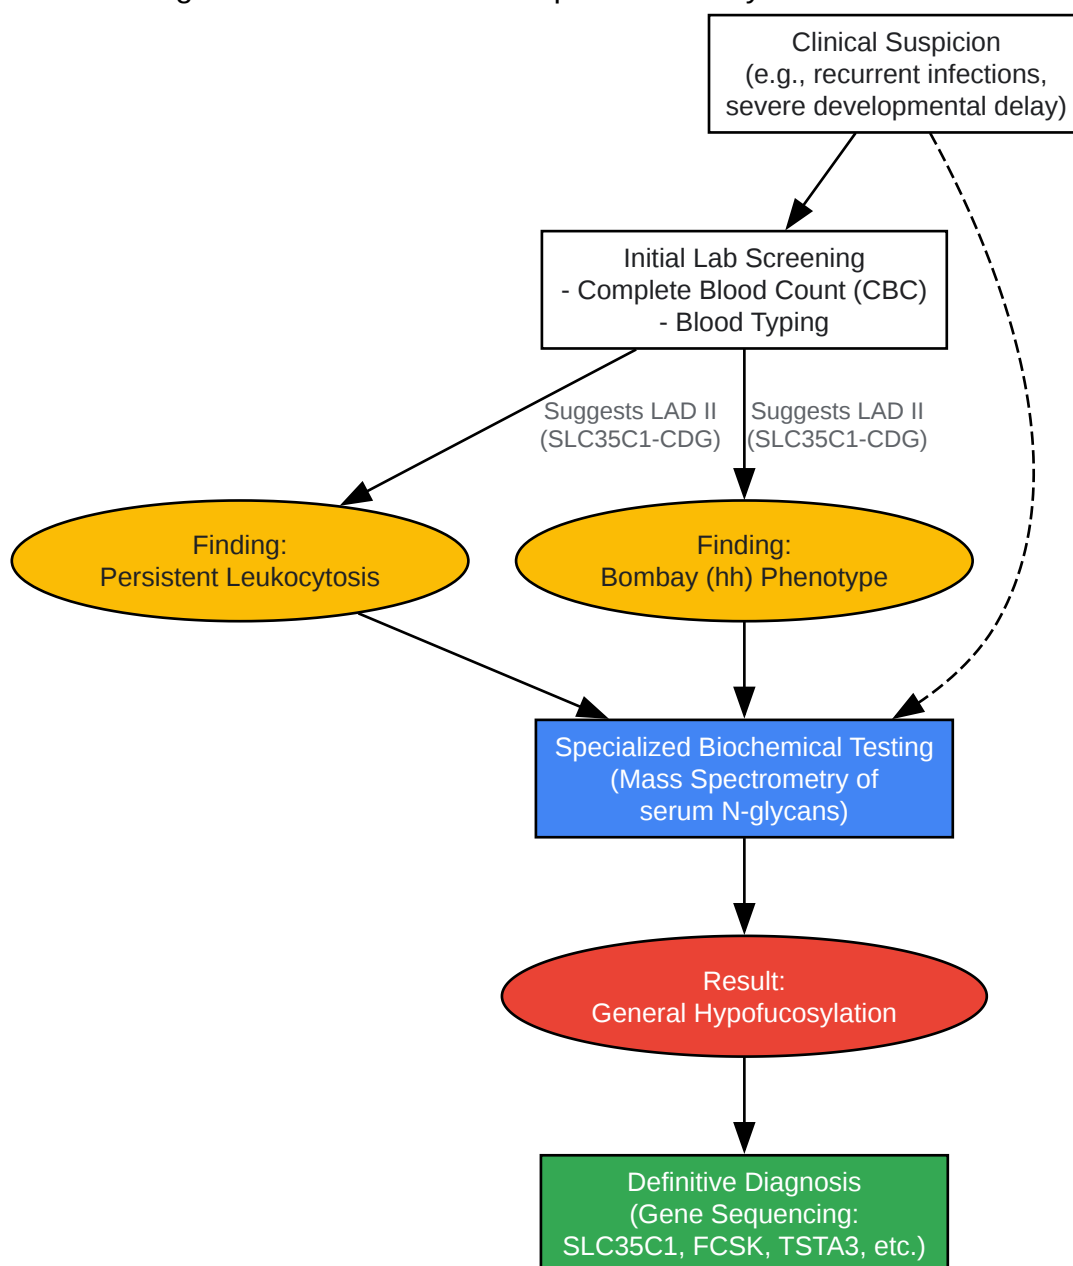 Clinical Suspicion
(e.g., recurrent infections,
severe developmental delay)
Initial Lab Screening
- Complete Blood Count (CBC)
- Blood Typing
Suggests LAD II
(SLC35C1-CDG)
Suggests LAD II
(SLC35C1-CDG)
Finding:
Persistent Leukocytosis
Finding:
Bombay (hh) Phenotype
Specialized Biochemical Testing
(Mass Spectrometry of
serum N-glycans)
Result:
General Hypofucosylation
Definitive Diagnosis
(Gene Sequencing:
SLC35C1, FCSK, TSTA3, etc.)